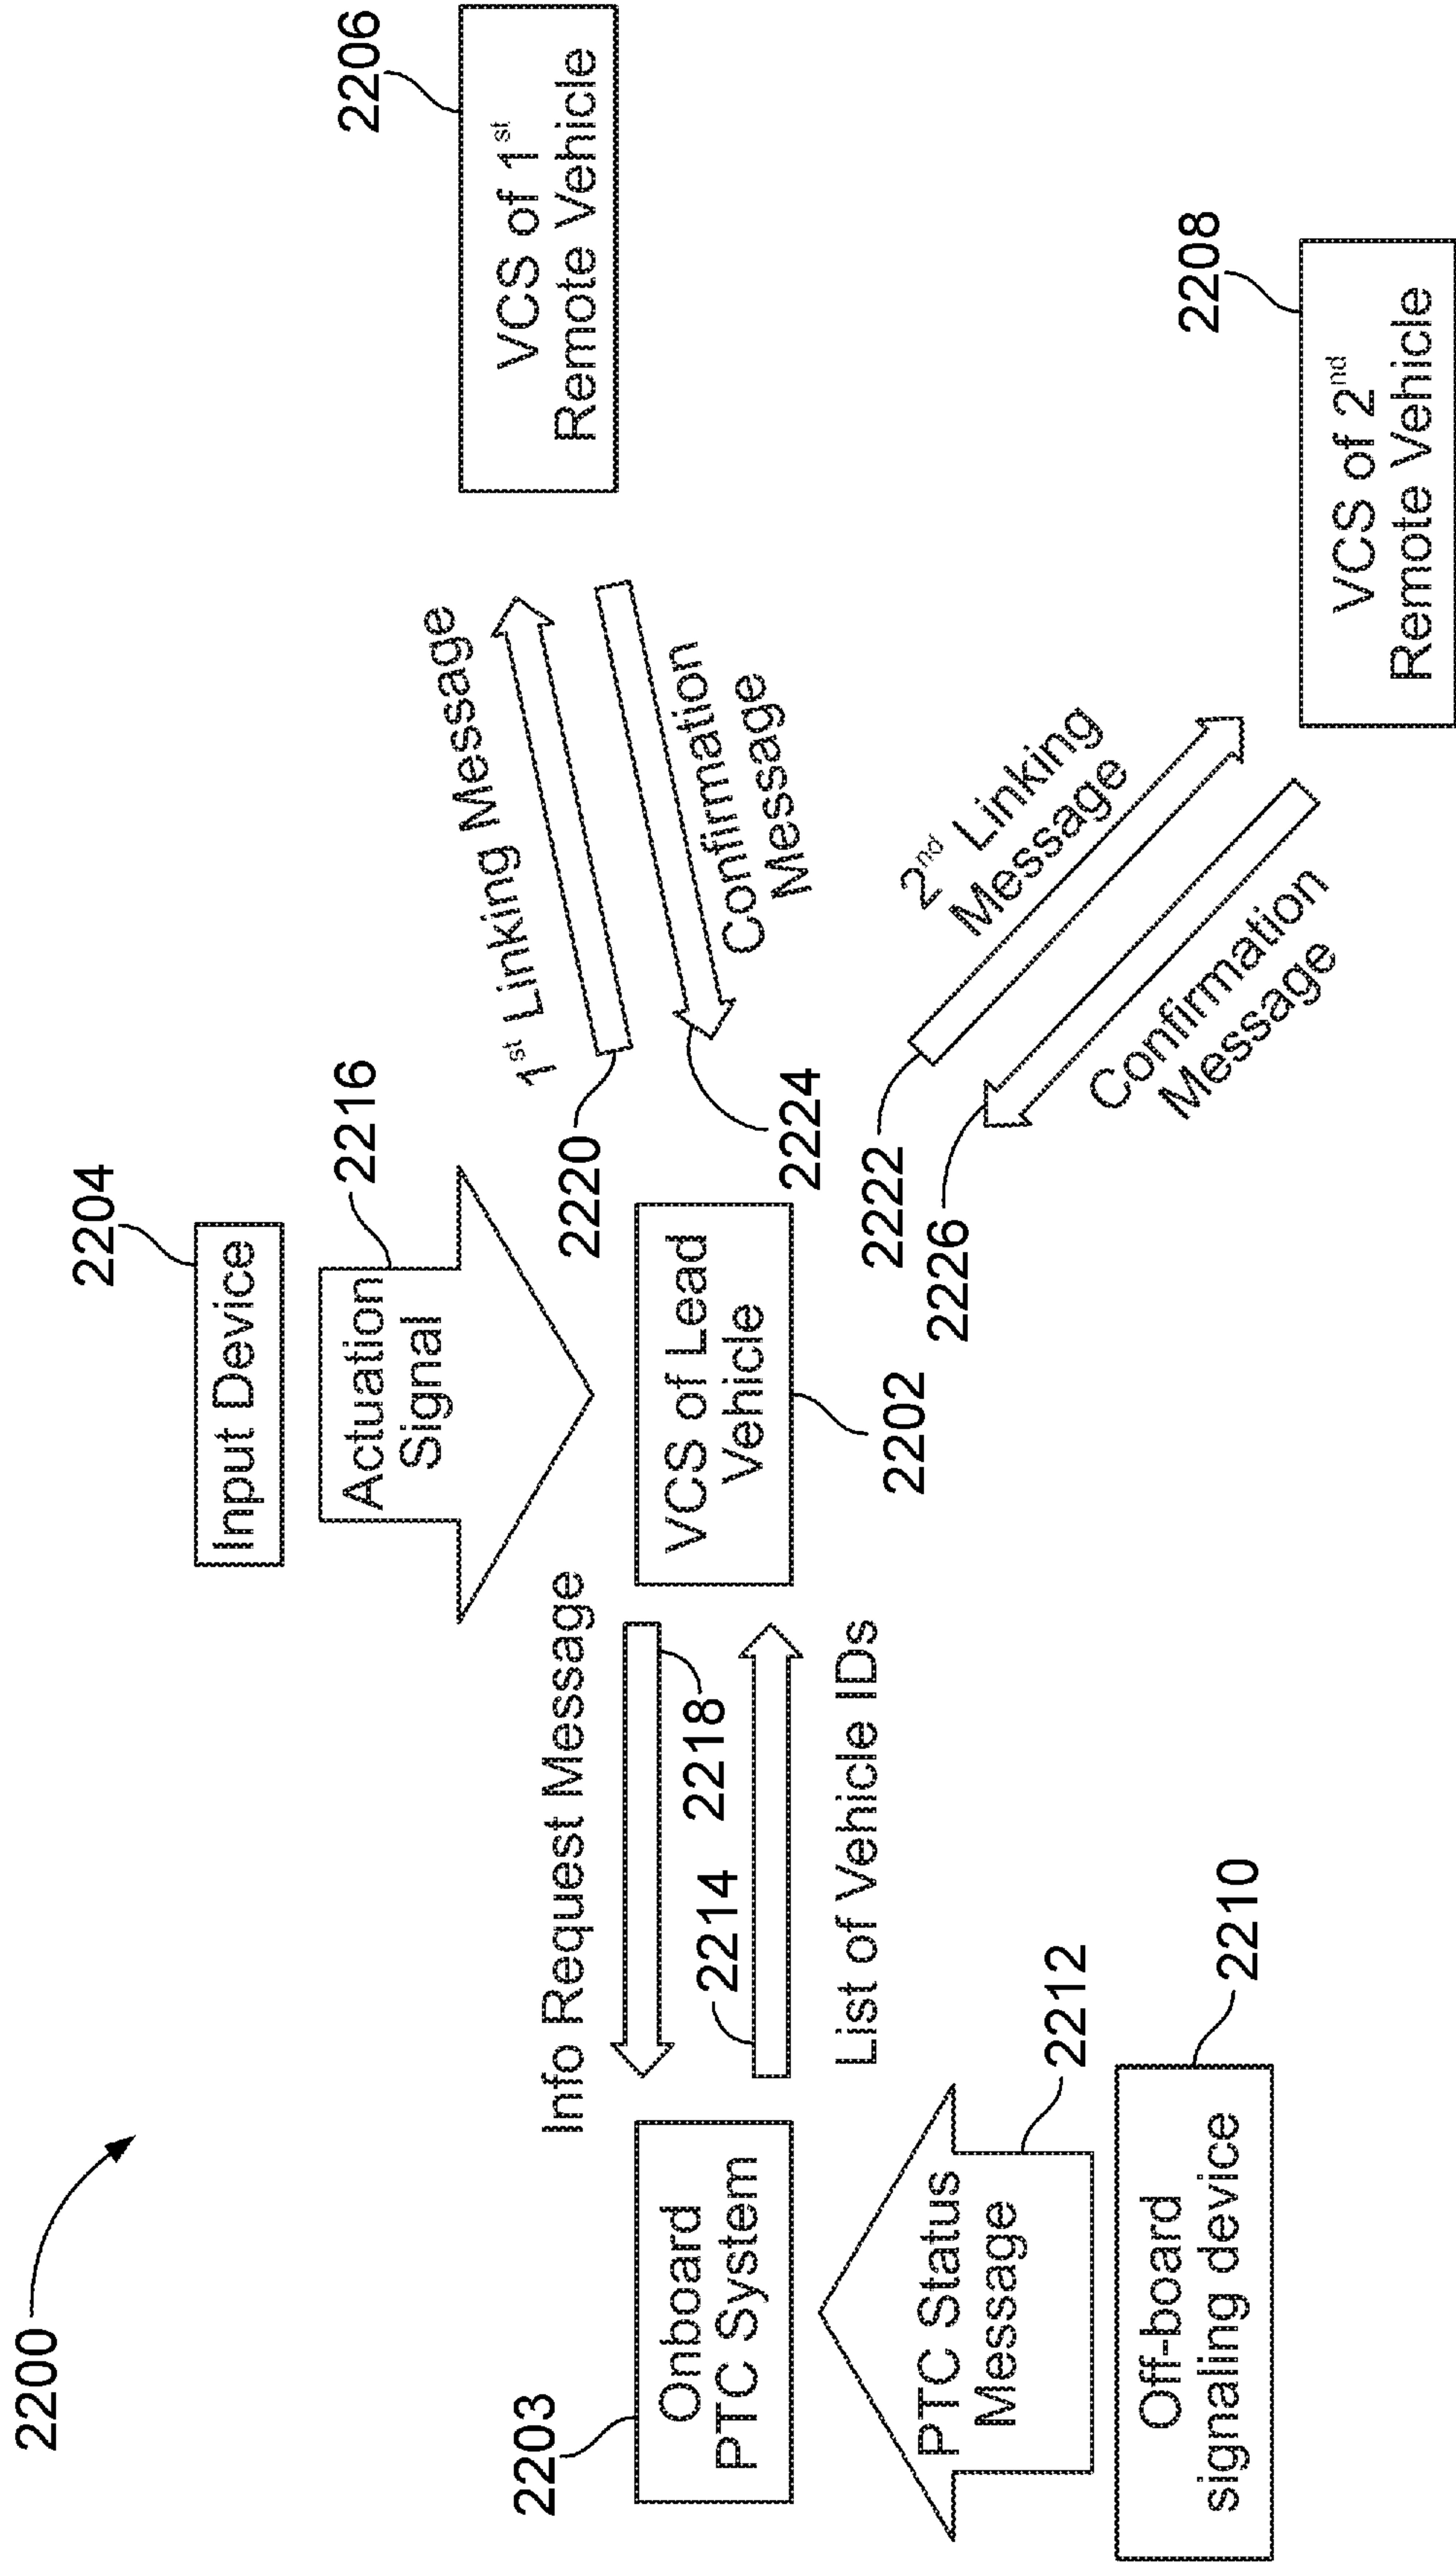 2200
2204
Input Device
2216
Actuation
Signal
2206
VCS of 1st
Remote Vehicle
1st Linking Message
2220
Confirmation
Message
2224
Info Request Message
2218
2203
Onboard
PTC System
VCS of Lead
Vehicle
2202
2214
List of Vehicle IDs
2222
2nd Linking
Message
2226
Confirmation
Message
2208
VCS of 2nd
Remote Vehicle
PTC Status
Message
2212
Off-board
signaling device
2210